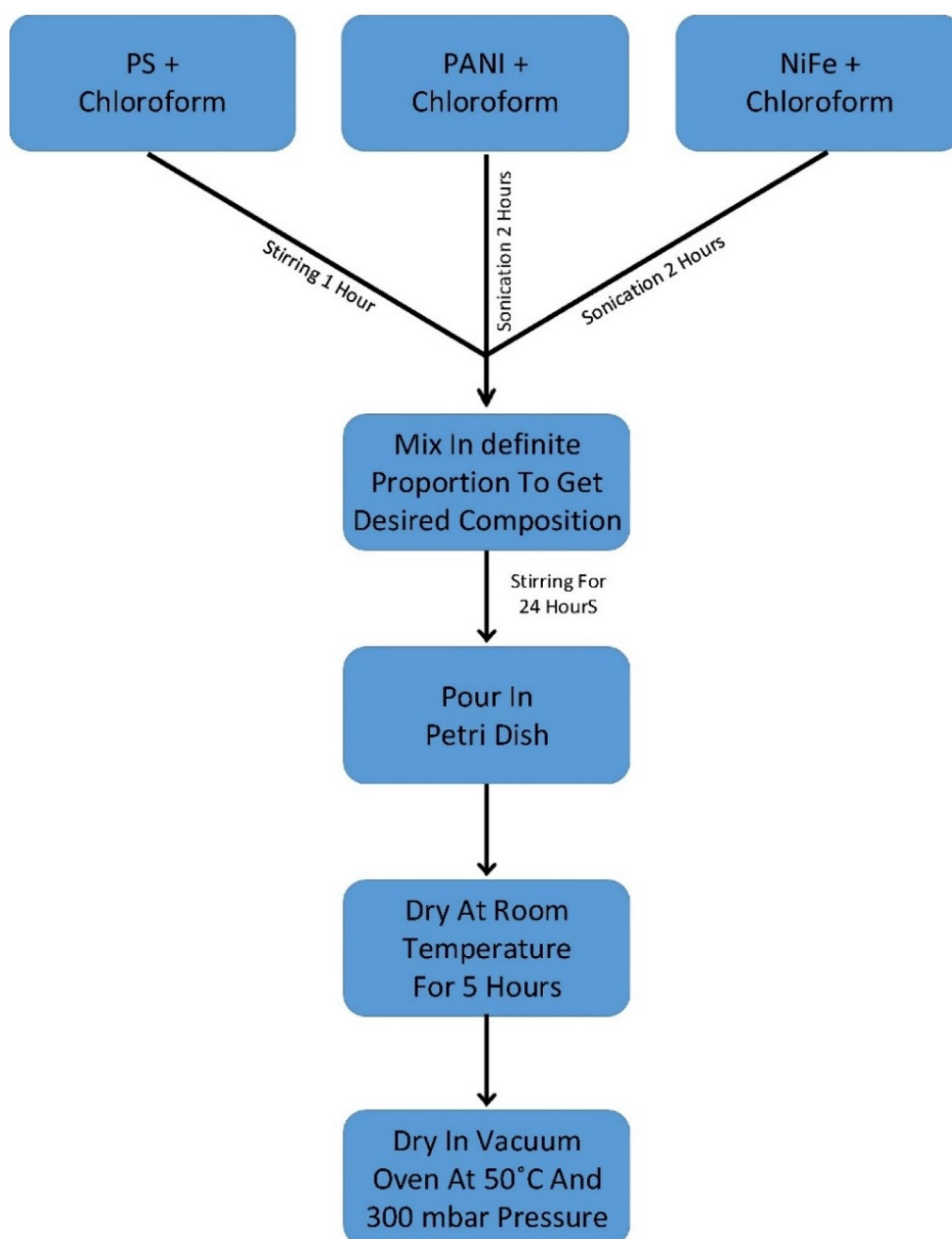 PS +
Chloroform
PANI +
Chloroform
NiFe +
Chloroform
Stirring 1 Hour
Sonication 2 Hours
Sonication 2 Hours
Mix In definite
Proportion To Get
Desired Composition
Stirring For
24 HourS
Pour In
Petri Dish
Dry At Room
Temperature
For 5 Hours
Dry In Vacuum
Oven At 50˚C And
300 mbar Pressure